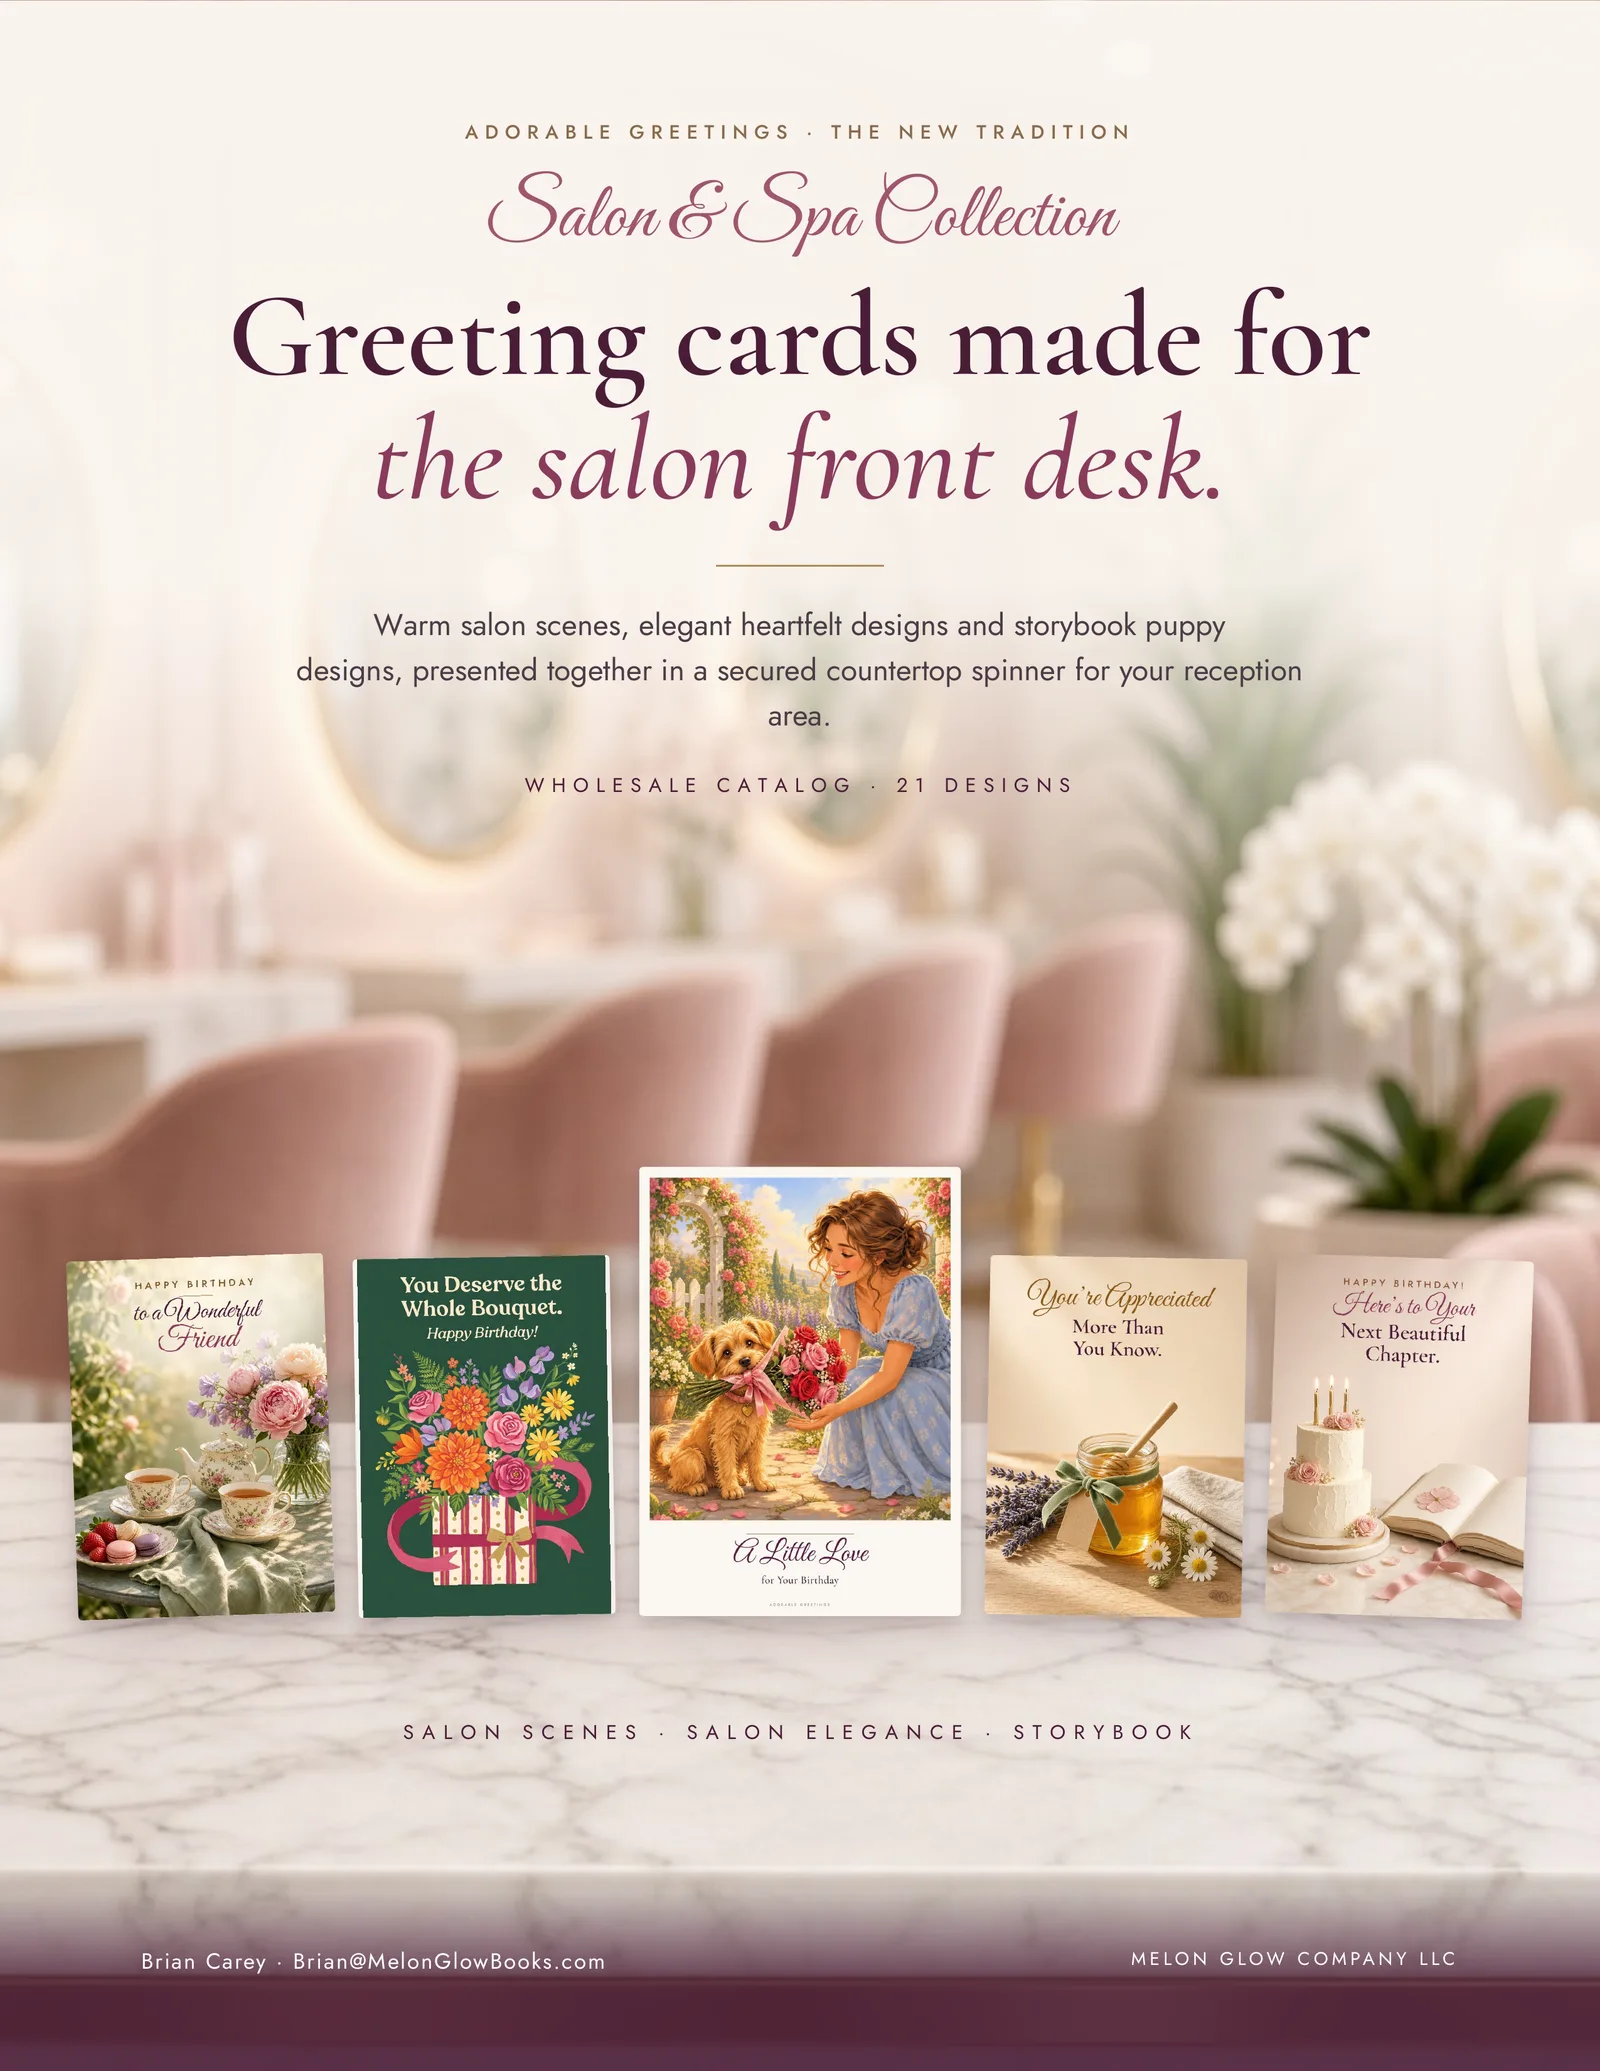 ADORABLE GREETINGS · THE NEW TRADITION
Salon & Spa Collection
Greeting cards made for
the salon front desk.
Warm salon scenes, elegant heartfelt designs and storybook puppy
designs, presented together in a secured countertop spinner for your reception
area.
WHOLESALE CATALOG · 21 DESIGNS
HAPPY BIRTHDAY
to a Wonderful
Friend
You Deserve the
Whole Bouquet.
Happy Birthday!
A Little Love
for Your Birthday
ADORABLE GREETINGS
You're Appreciated
More Than
You Know.
HAPPY BIRTHDAY!
Here's to Your
Next Beautiful
Chapter.
SALON SCENES · SALON ELEGANCE · STORYBOOK
Brian Carey · Brian@MelonGlowBooks.com
MELON GLOW COMPANY LLC